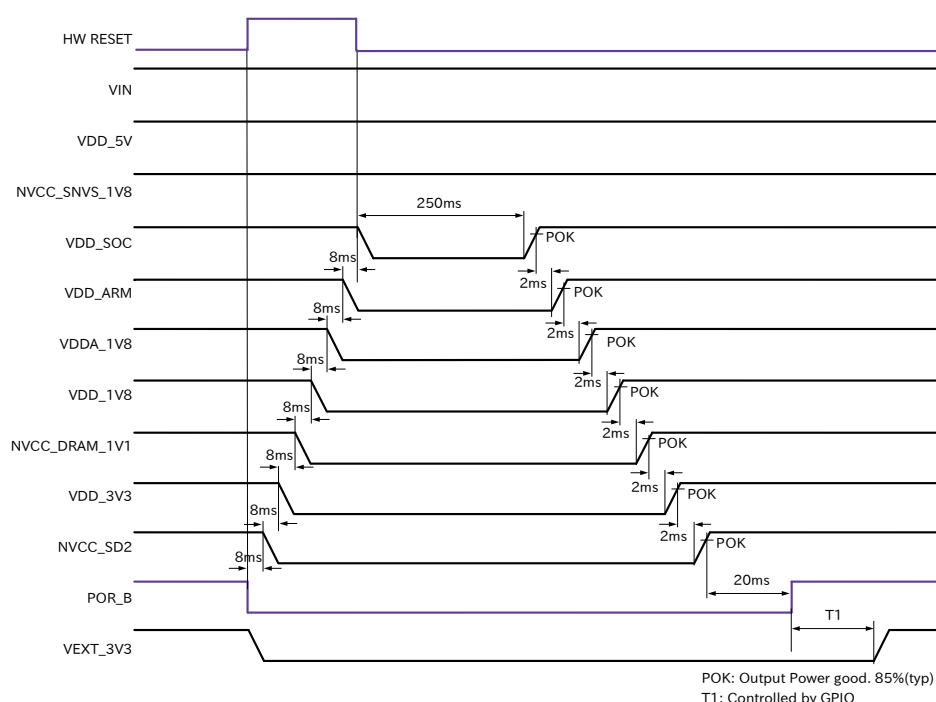 HW RESET
VIN
VDD_5V
NVCC_SNVS_1V8
250ms
VDD_SOC
POK
8ms
2ms
VDD_ARM
POK
8ms
2ms
VDDA_1V8
POK
8ms
2ms
VDD_1V8
POK
8ms
2ms
NVCC_DRAM_1V1
POK
8ms
2ms
VDD_3V3
POK
8ms
2ms
NVCC_SD2
POK
8ms
20ms
POR_B
T1
VEXT_3V3
POK: Output Power good. 85%(typ)
T1: Controlled by GPIO